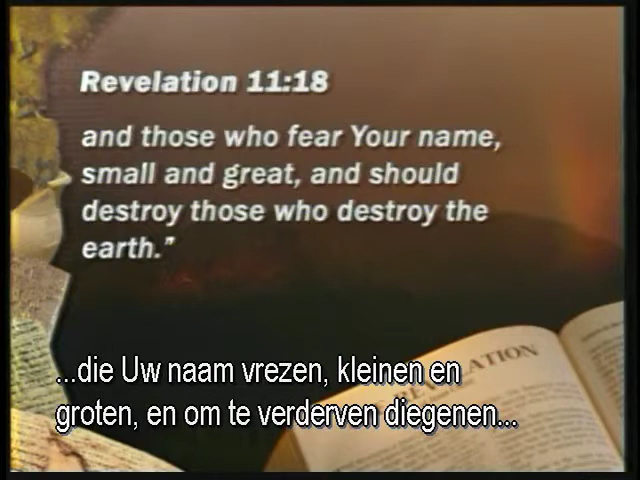 Revelation 11:18
and those who fear Your name,
small and great, and should
destroy those who destroy the
earth."
ATION
...die Uw naam vrezen, kleinen en
groten, en om te verderven diegenen...